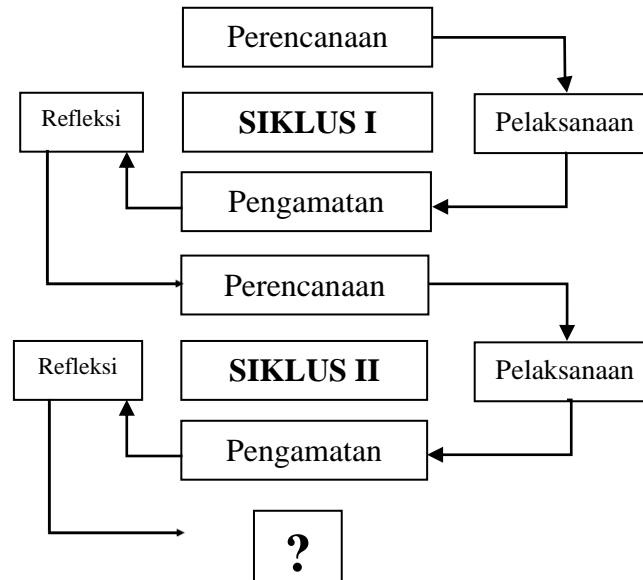 Perencanaan
Refleksi
SIKLUS I
Pelaksanaan
Pengamatan
Perencanaan
Refleksi
SIKLUS II
Pelaksanaan
Pengamatan
?